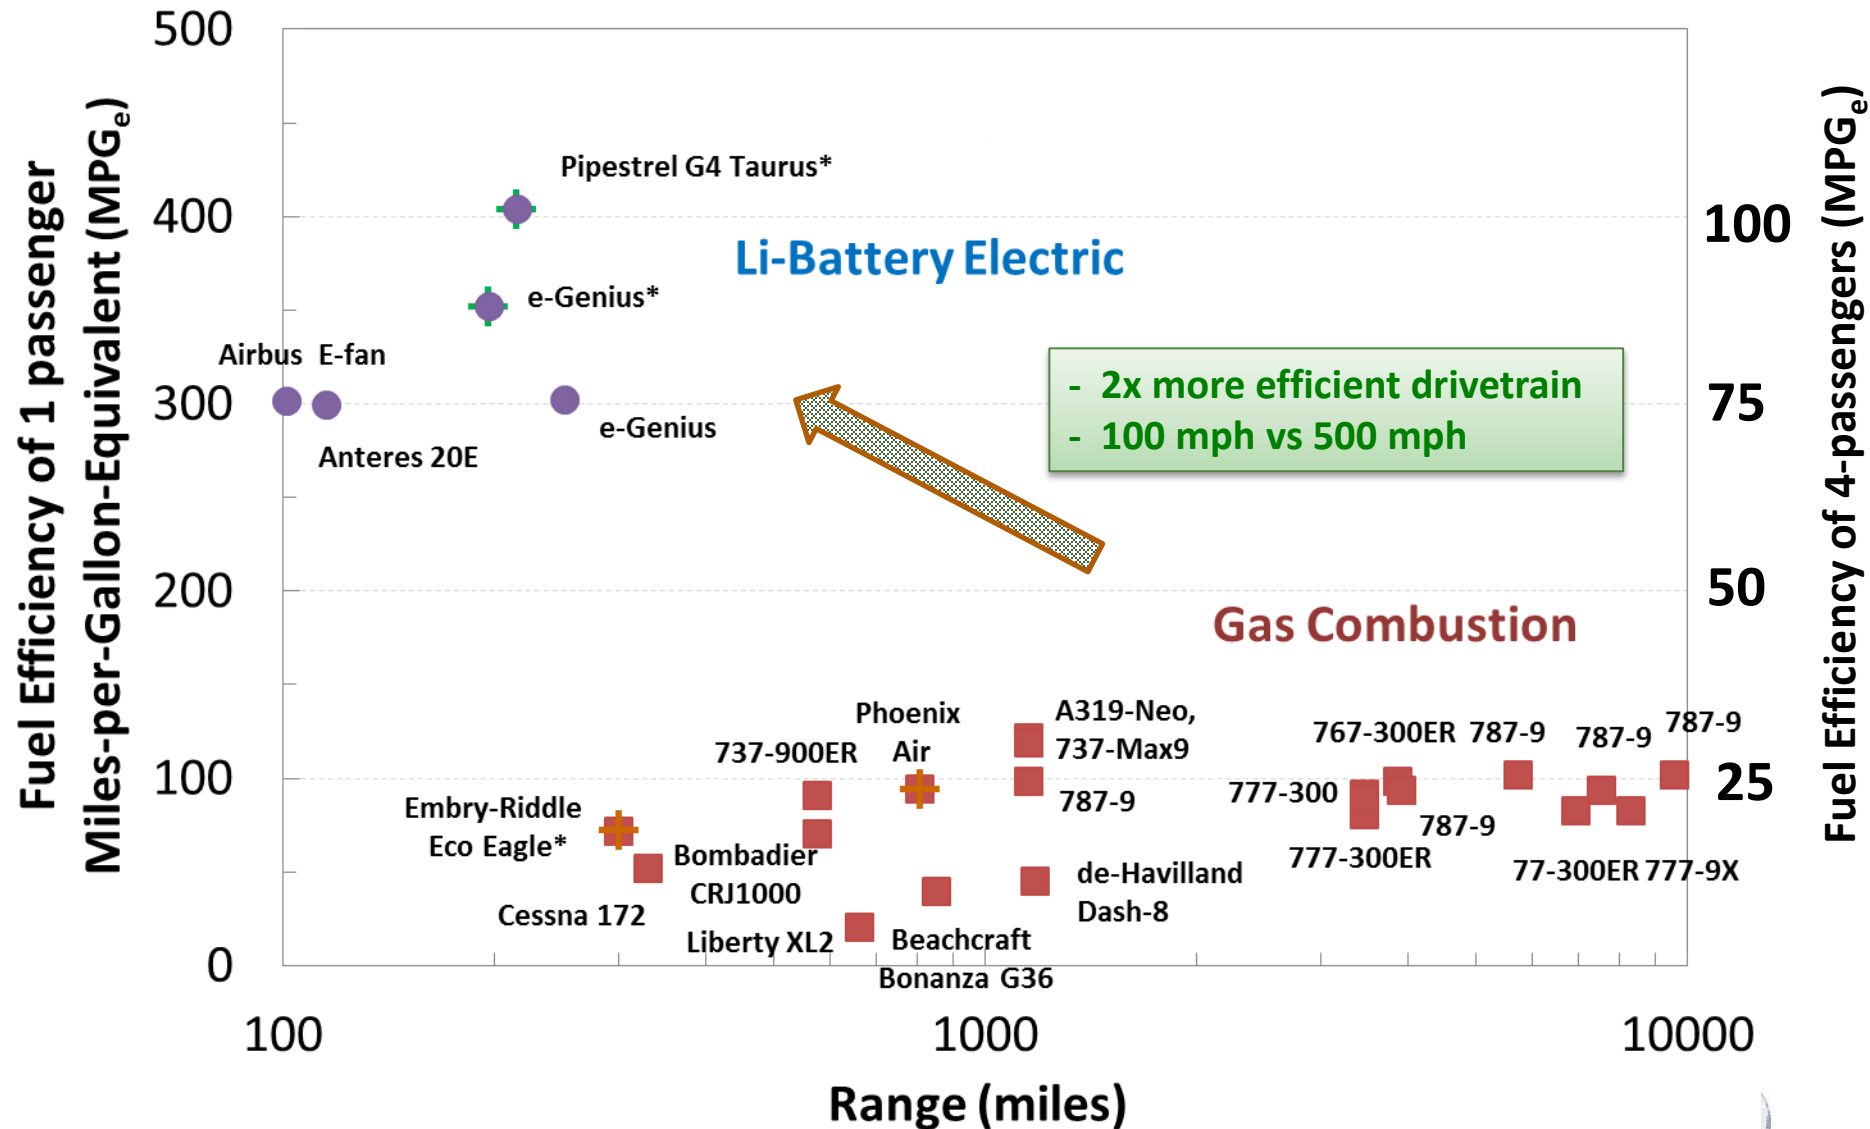 Fuel Efficiency of 1 passenger
Miles-per-Gallon-Equivalent (MPGe)
500
400
300
200
100
0
Pipestrel G4 Taurus*
Li-Battery Electric
e-Genius*
Airbus E-fan
e-Genius
Anteres 20E
- 2x more efficient drivetrain
- 100 mph vs 500 mph
Gas Combustion
Phoenix
Air
A319-Neo,
737-Max9
737-900ER
787-9
767-300ER
787-9
787-9
787-9
777-300
787-9
777-300ER
77-300ER
777-9X
Embry-Riddle
Eco Eagle*
Cessna 172
Bombadier
CRJ1000
Liberty XL2
Beachcraft
Bonanza G36
de-Havilland
Dash-8
100
75
50
25
Fuel Efficiency of 4-passengers (MPGe)
100
1000
10000
Range (miles)